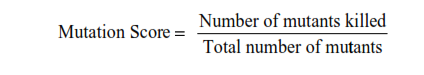 Mutation Score = Number of mutants killed
Total number of mutants